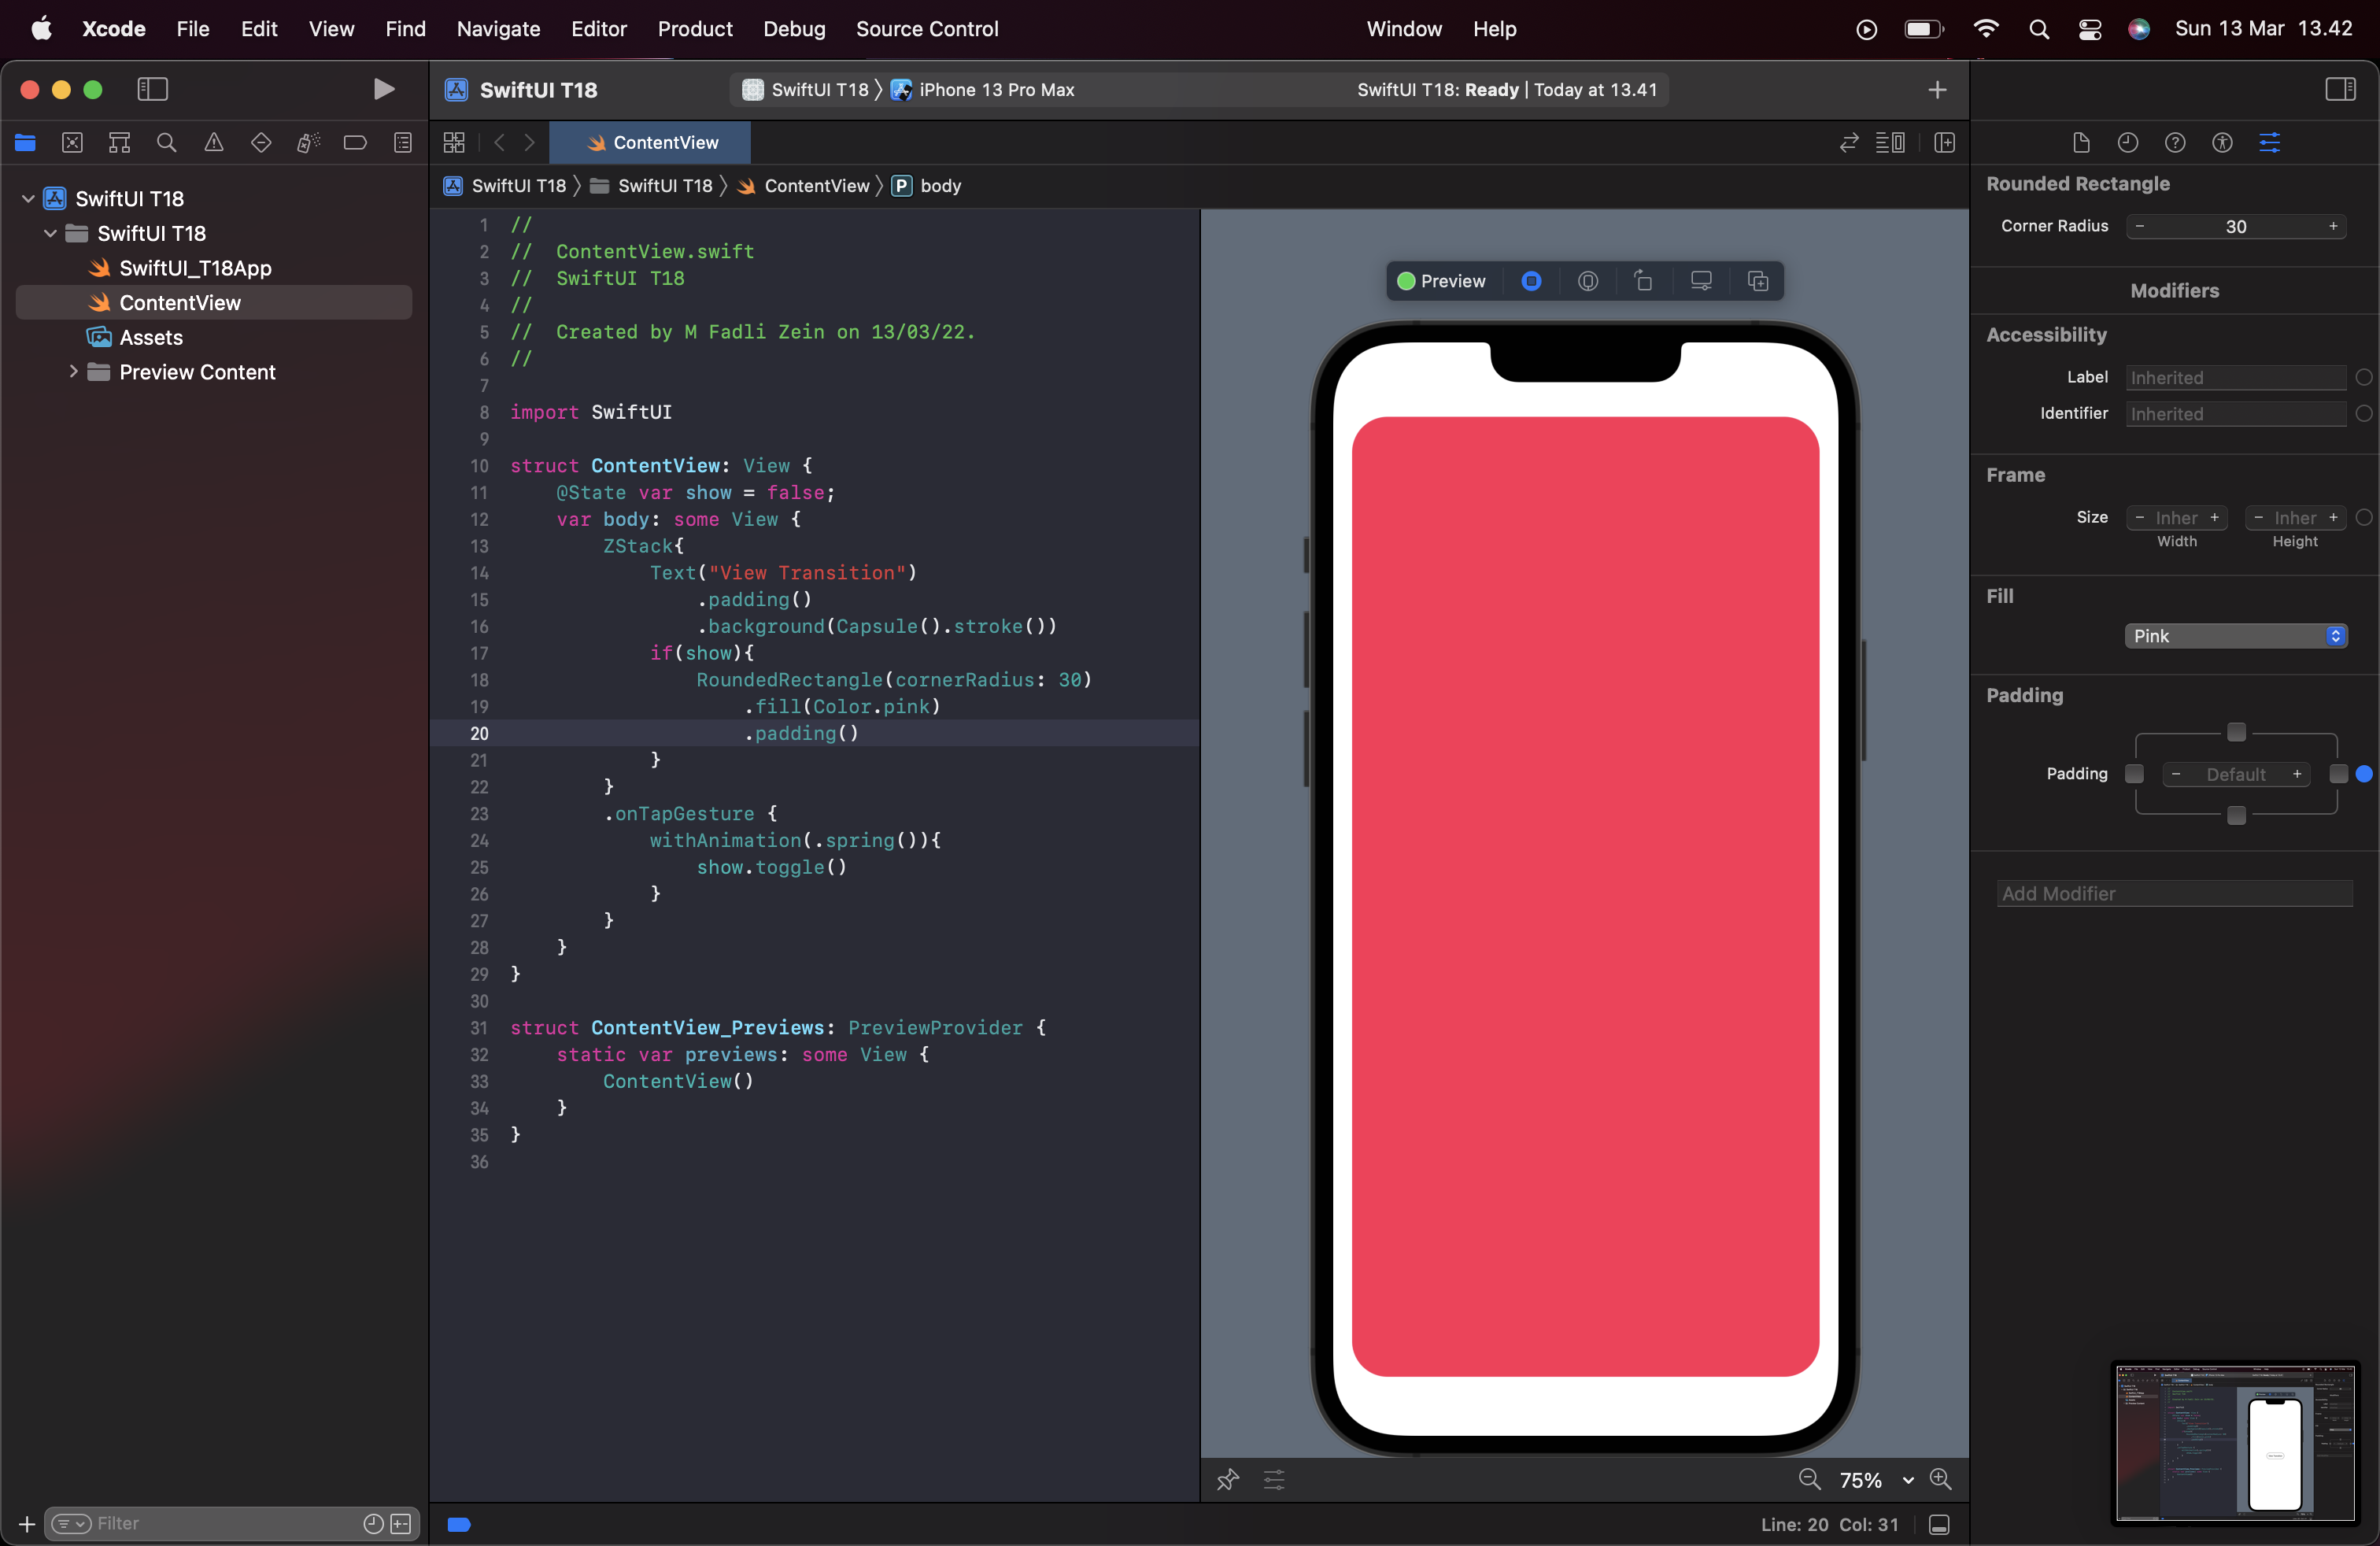 Xcode File Edit View Find Navigate Editor Product Debug Source Control Window Help Sun 13 Mar 13.42
SwiftUI T18 SwiftUI T18 iPhone 13 Pro Max SwiftUI T18: Ready | Today at 13.41
ContentView
SwiftUI T18 SwiftUI T18 ContentView P body
SwiftUI T18
SwiftUI T18
SwiftUI_T18App
ContentView
Assets
Preview Content
1 //
2 //  ContentView.swift
3 //  SwiftUI T18
4 //
5 //  Created by M Fadli Zein on 13/03/22.
6 //
7
8 import SwiftUI
9
10 struct ContentView: View {
11     @State var show = false;
12     var body: some View {
13         ZStack{
14             Text("View Transition")
15                 .padding()
16                 .background(Capsule().stroke())
17             if(show){
18                 RoundedRectangle(cornerRadius: 30)
19                     .fill(Color.pink)
20                     .padding()
21             }
22         }
23         .onTapGesture {
24             withAnimation(.spring()){
25                 show.toggle()
26             }
27         }
28     }
29 }
30
31 struct ContentView_Previews: PreviewProvider {
32     static var previews: some View {
33         ContentView()
34     }
35 }
36
Preview
75%
Rounded Rectangle
Corner Radius − 30 +
Modifiers
Accessibility
Label Inherited
Identifier Inherited
Frame
Size − Inher + − Inher +
Width Height
Fill
Pink
Padding
Padding − Default +
Add Modifier
Filter
Line: 20 Col: 31